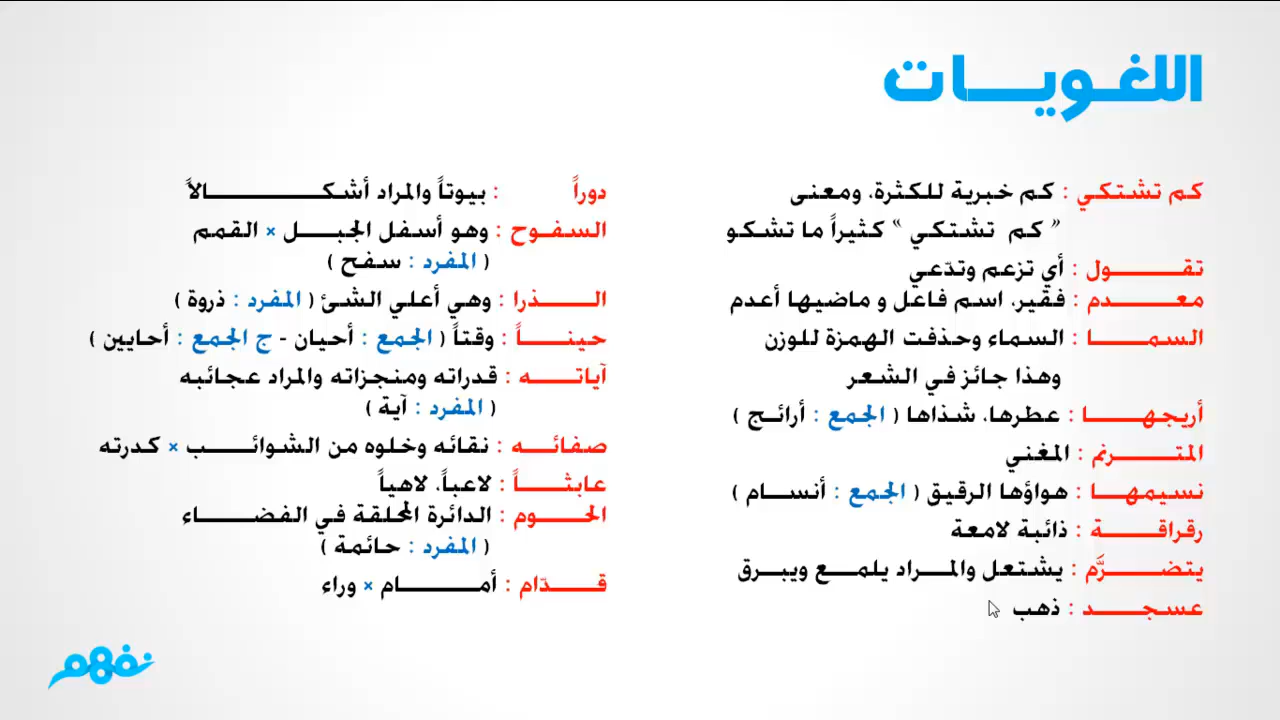 اللغويات
كم تشتكي : كم خبرية للكثرة، ومعنى
" كم تشتكي " كثيراً ما تشكو
تقول : أي تزعم وتدّعي
معدم : فقير، اسم فاعل و ماضيها أعدم
السما : السماء وحذفت الهمزة للوزن
وهذا جائز في الشعر
أريجها : عطرها، شذاها ( الجمع : أرائج )
المترنم : المغني
نسيمها : هواؤها الرقيق ( الجمع : أنسام )
رقراقة : ذائبة لامعة
يتضرَّم : يشتعل والمراد يلمع ويبرق
عسجد : ذهب
دوراً : بيوتاً والمراد أشكالاً
السفوح : وهو أسفل الجبل × القمم
( المفرد : سفح )
الذرا : وهي أعلي الشئ ( المفرد : ذروة )
حيناً : وقتاً ( الجمع : أحيان - ج الجمع : أحايين )
آياته : قدراته ومنجزاته والمراد عجائبه
( المفرد : آية )
صفائه : نقائه وخلوه من الشوائب × كدرته
عابثاً : لاعباً، لاهياً
الحوم : الدائرة المحلقة في الفضاء
( المفرد : حائمة )
قدّام : أمام × وراء
نفهم